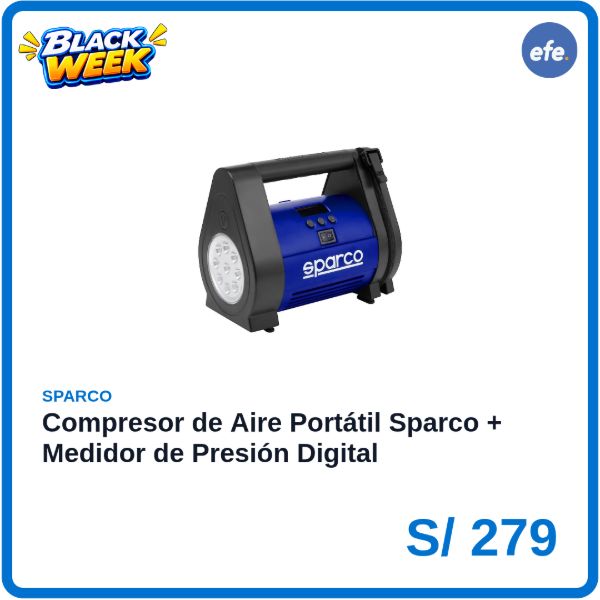 BLACK
WEEK
efe.
sparco
SPARCO
Compresor de Aire Portátil Sparco +
Medidor de Presión Digital
S/ 279